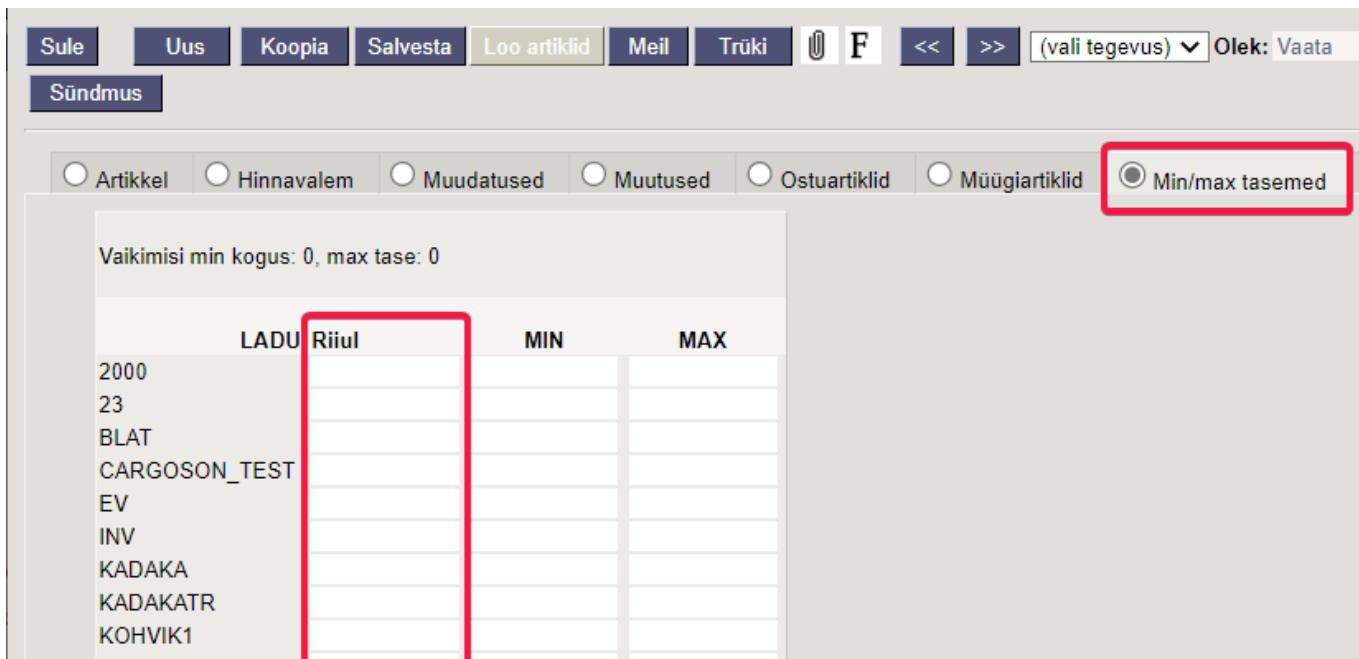 Sule Uus Koopia Salvesta Loo artiklid Meil Trüki F << >> (vali tegevus) Olek: Vaata
Sündmus
Artikkel Hinnavalem Muudatused Muutused Ostuartiklid Müügiartiklid Min/max tasemed
Vaikimisi min kogus: 0, max tase: 0
LADU Riiul MIN MAX
2000
23
BLAT
CARGOSON_TEST
EV
INV
KADAKA
KADAKATR
KOHVIK1